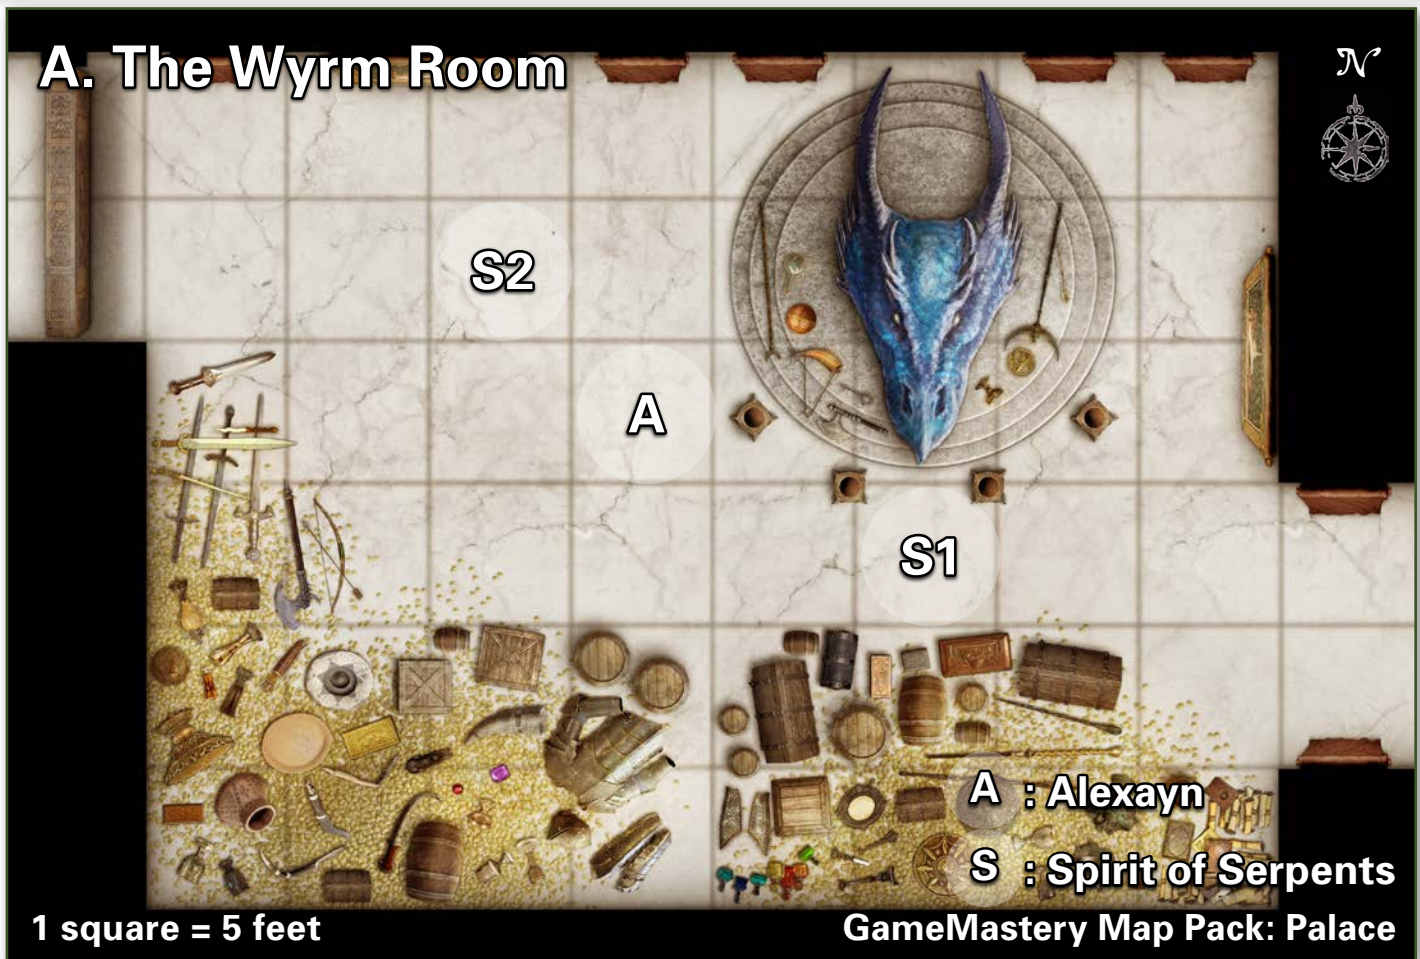 A. The Wyrm Room
N
S2
A
S1
A : Alexayn
S : Spirit of Serpents
1 square = 5 feet
GameMastery Map Pack: Palace